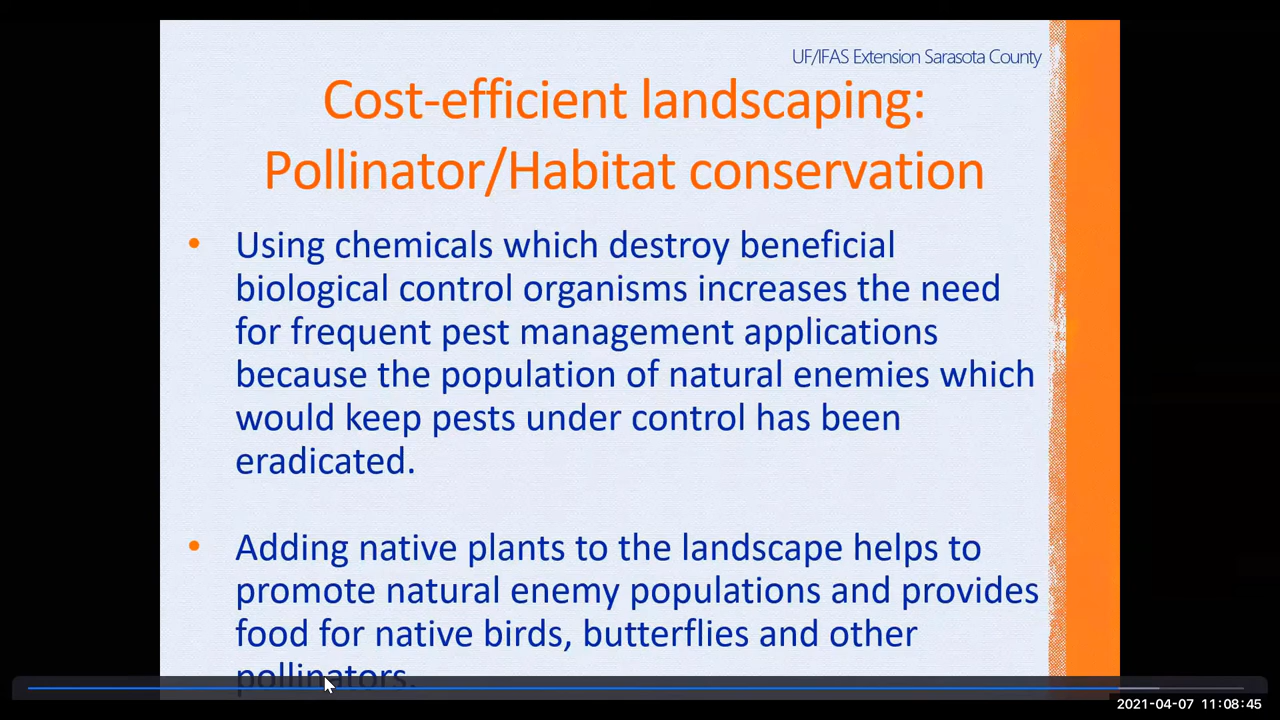 UF/IFAS Extension Sarasota County
Cost-efficient landscaping:
Pollinator/Habitat conservation
• Using chemicals which destroy beneficial
biological control organisms increases the need
for frequent pest management applications
because the population of natural enemies which
would keep pests under control has been
eradicated.
• Adding native plants to the landscape helps to
promote natural enemy populations and provides
food for native birds, butterflies and other
pollinators.
2021-04-07 11:08:45